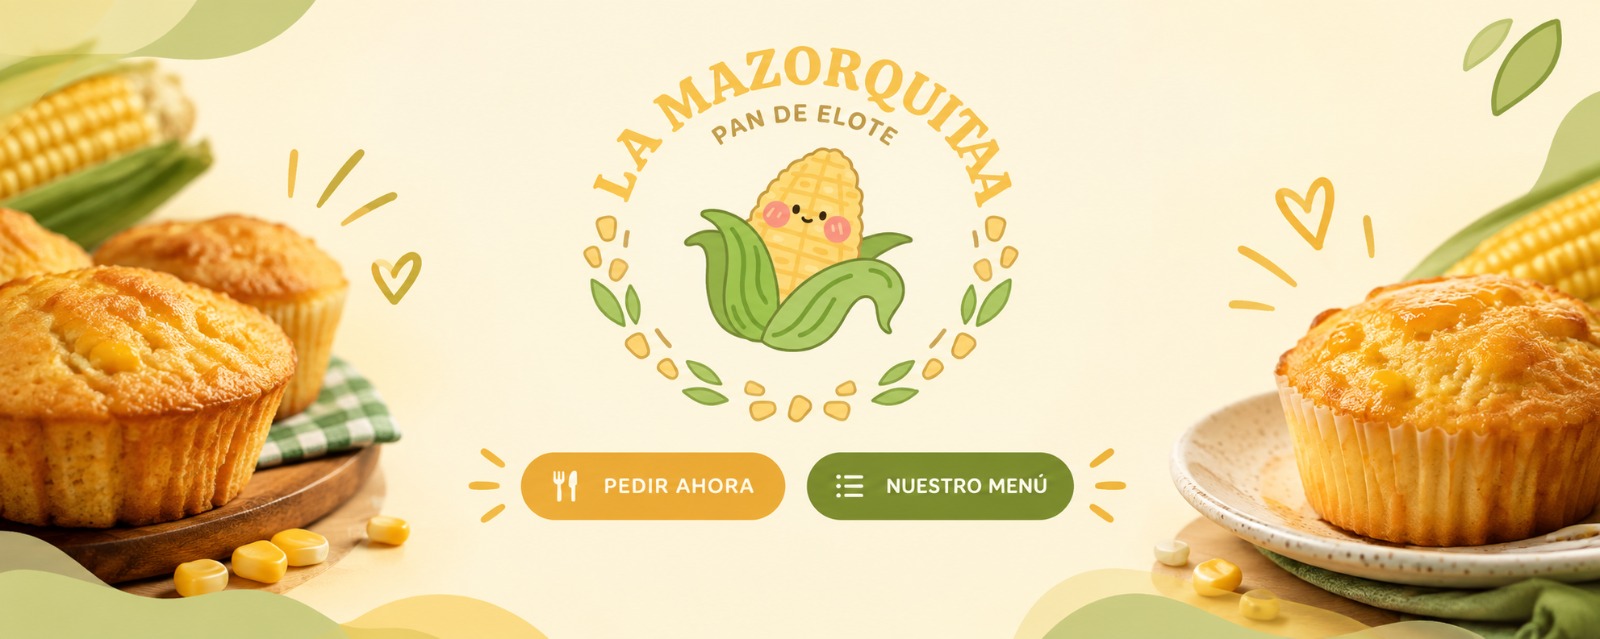 LA MAZORQUITAA
PAN DE ELOTE
PEDIR AHORA
NUESTRO MENÚ